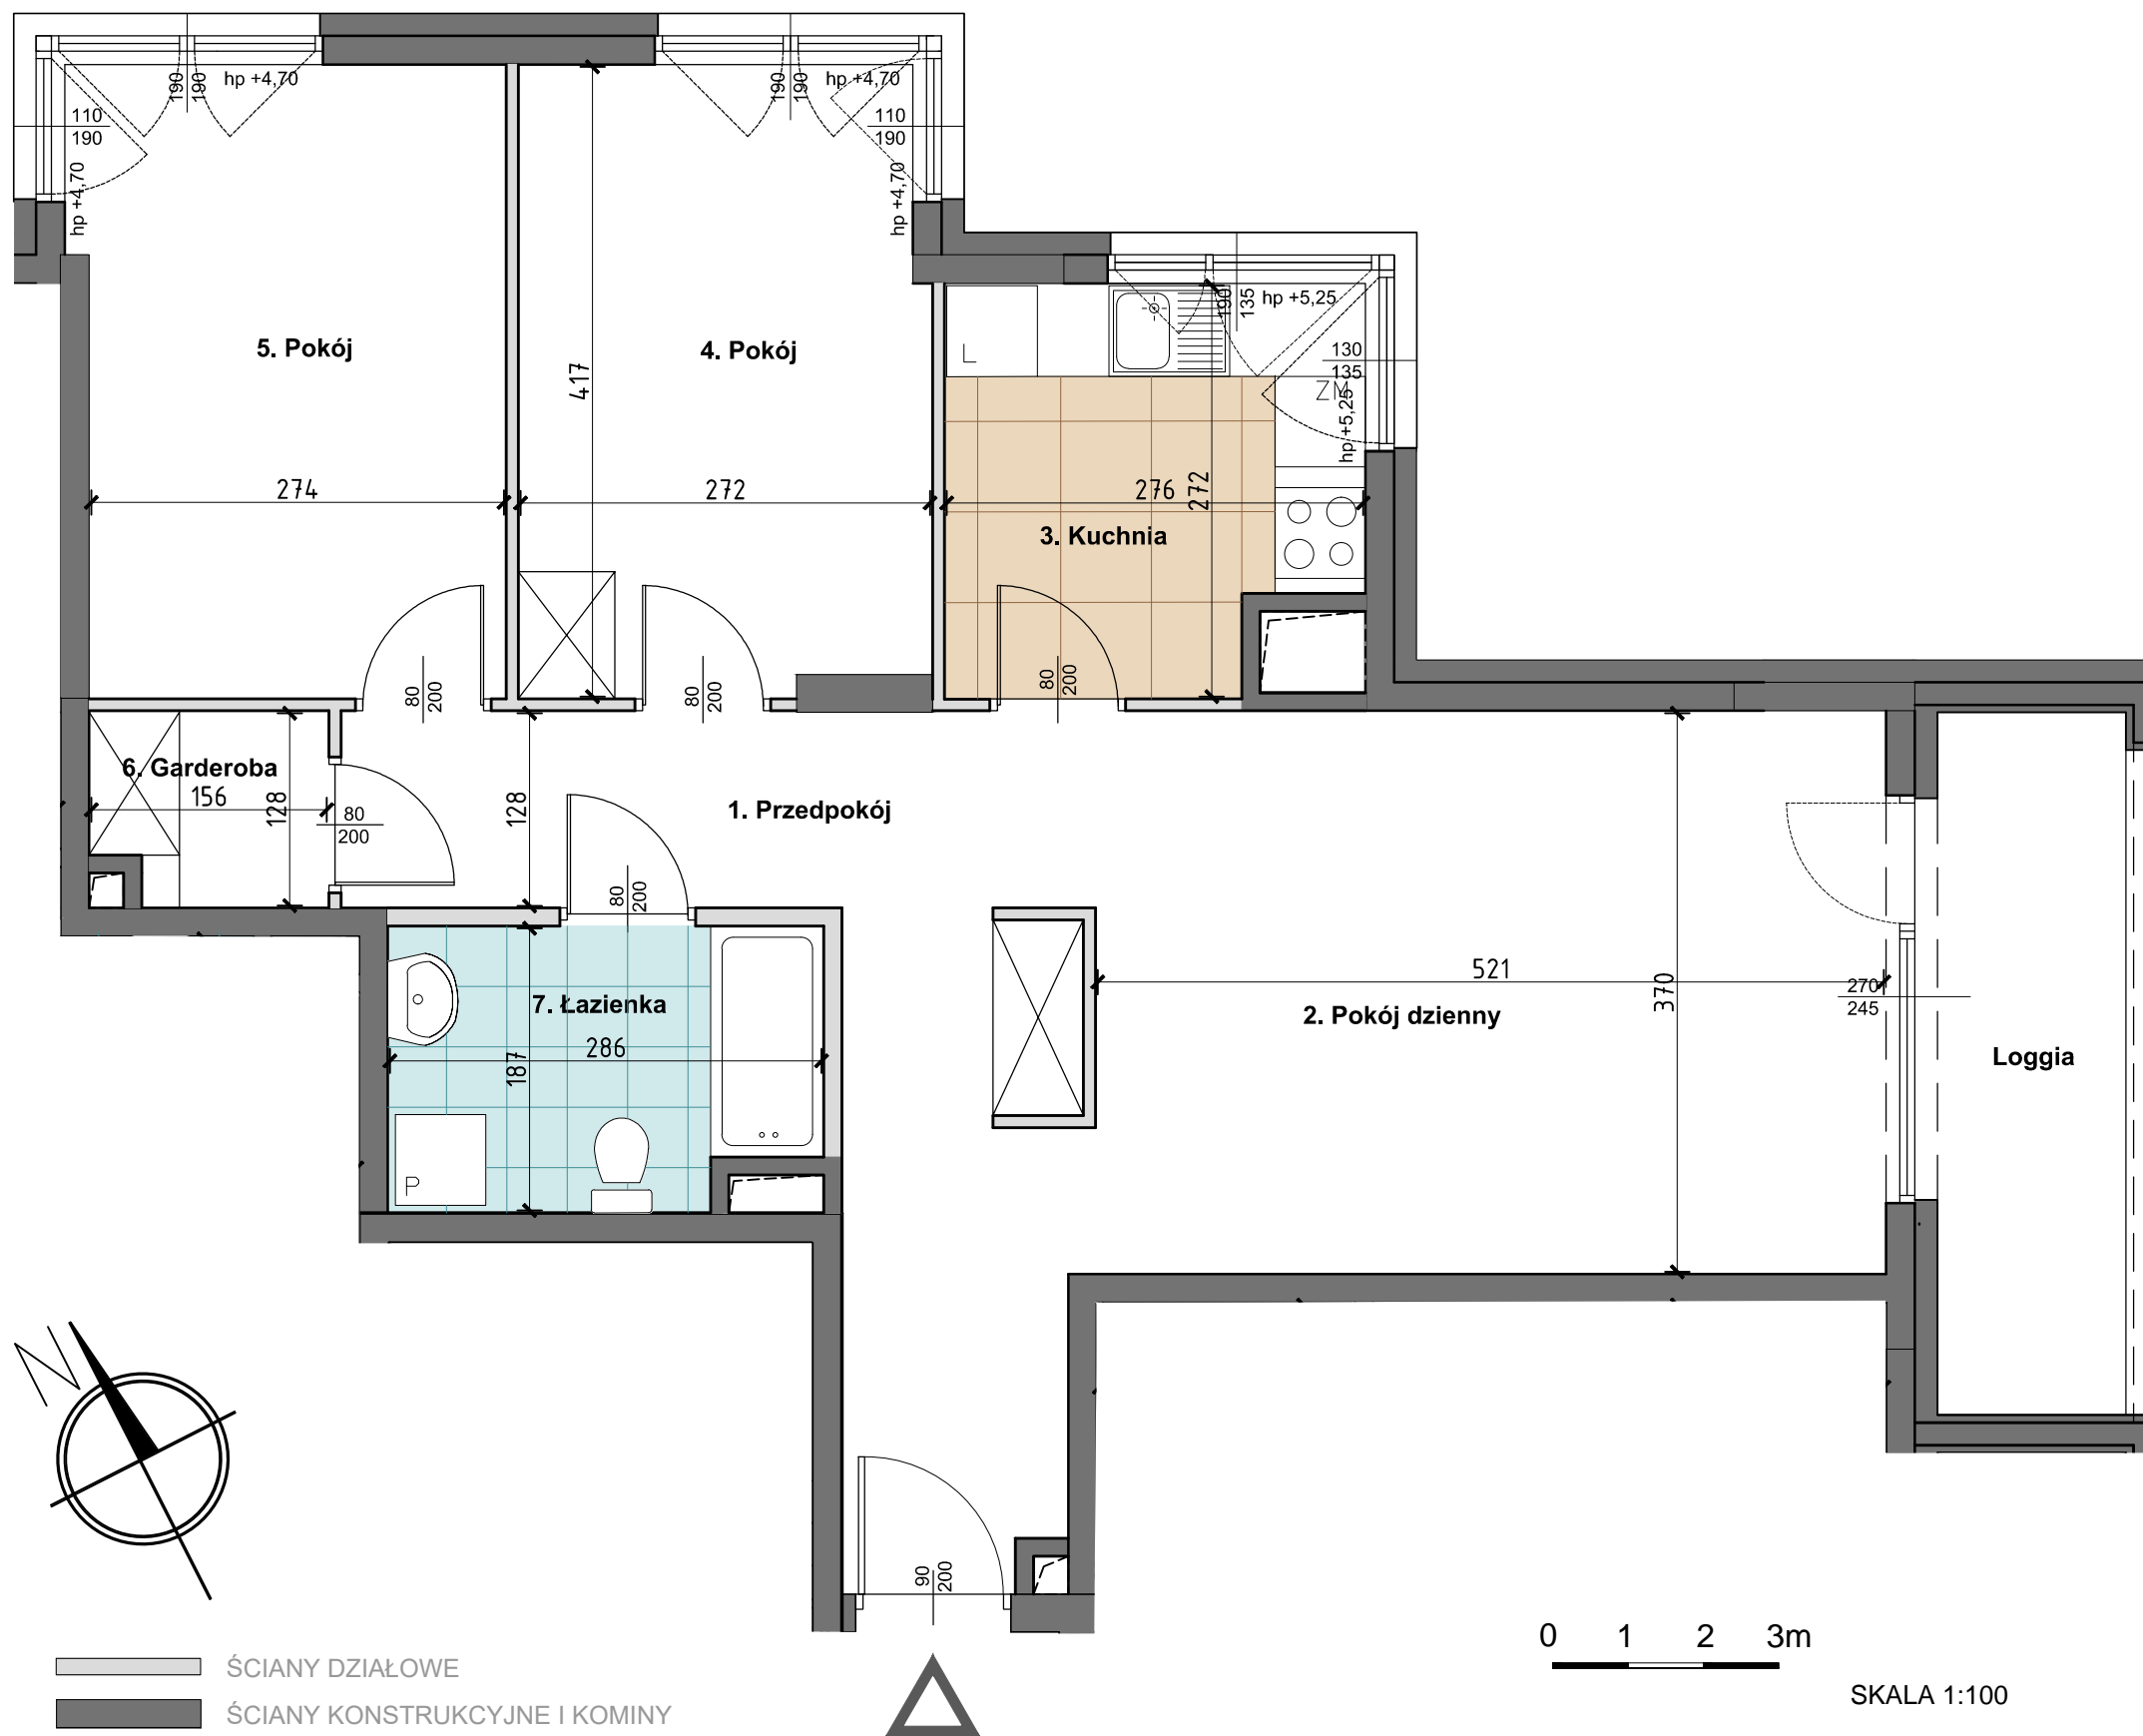 190
190
hp +4,70
110
190
hp +4,70
190
190
hp +4,70
110
190
hp +4,70
190
135
hp +5,25
130
135
ZM
hp +5,25
L
5. Pokój
4. Pokój
417
274
272
276
272
3. Kuchnia
80
200
80
200
80
200
6. Garderoba
156
128
80
200
128
1. Przedpokój
80
200
7. Łazienka
286
187
P
521
370
2. Pokój dzienny
270
245
Loggia
N
90
200
0 1 2 3m
SKALA 1:100
ŚCIANY DZIAŁOWE
ŚCIANY KONSTRUKCYJNE I KOMINY